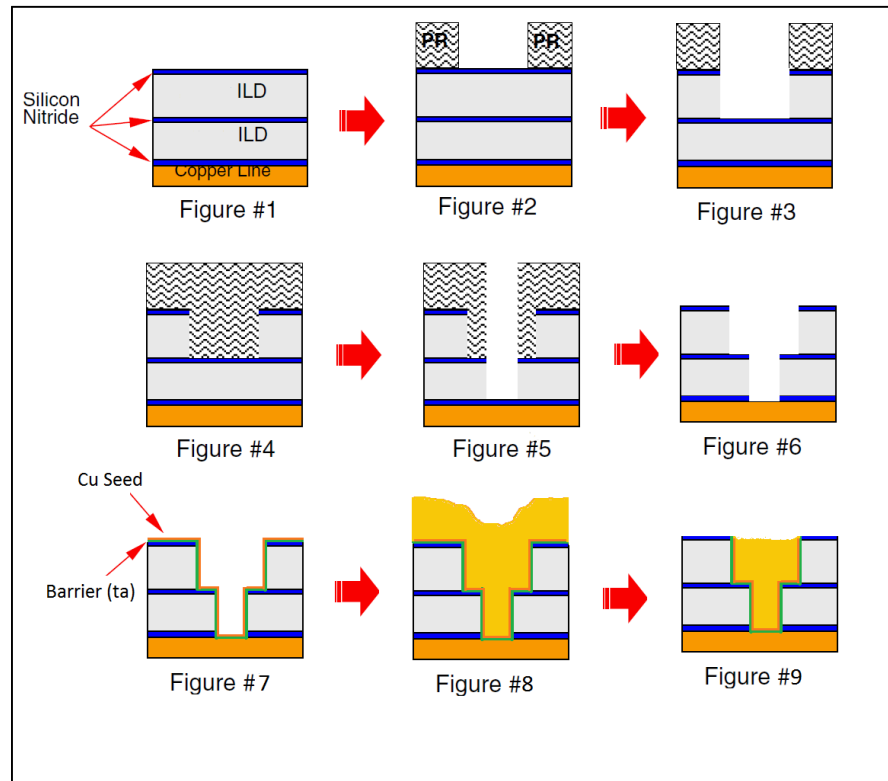 PR PR
Silicon
Nitride
ILD
ILD
Copper Line
Figure #1
Figure #2
Figure #3
Figure #4
Figure #5
Figure #6
Cu Seed
Barrier (ta)
Figure #7
Figure #8
Figure #9